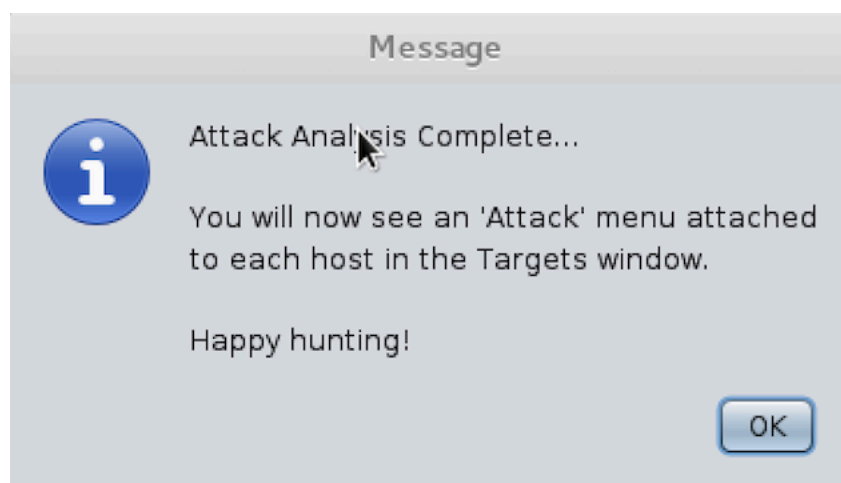 Message
Attack Analysis Complete...
You will now see an 'Attack' menu attached
to each host in the Targets window.
Happy hunting!
OK